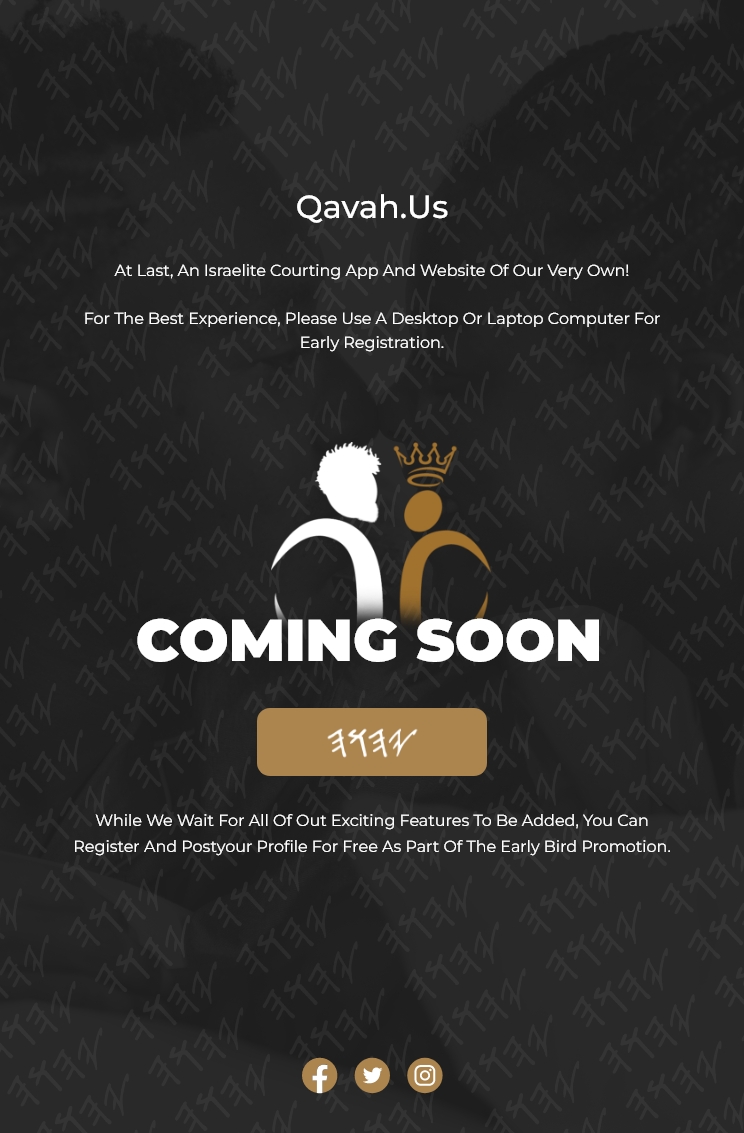 Qavah.Us
At Last, An Israelite Courting App And Website Of Our Very Own!
For The Best Experience, Please Use A Desktop Or Laptop Computer For
Early Registration.
COMING SOON
𐤉𐤄𐤅𐤄
While We Wait For All Of Out Exciting Features To Be Added, You Can
Register And Postyour Profile For Free As Part Of The Early Bird Promotion.